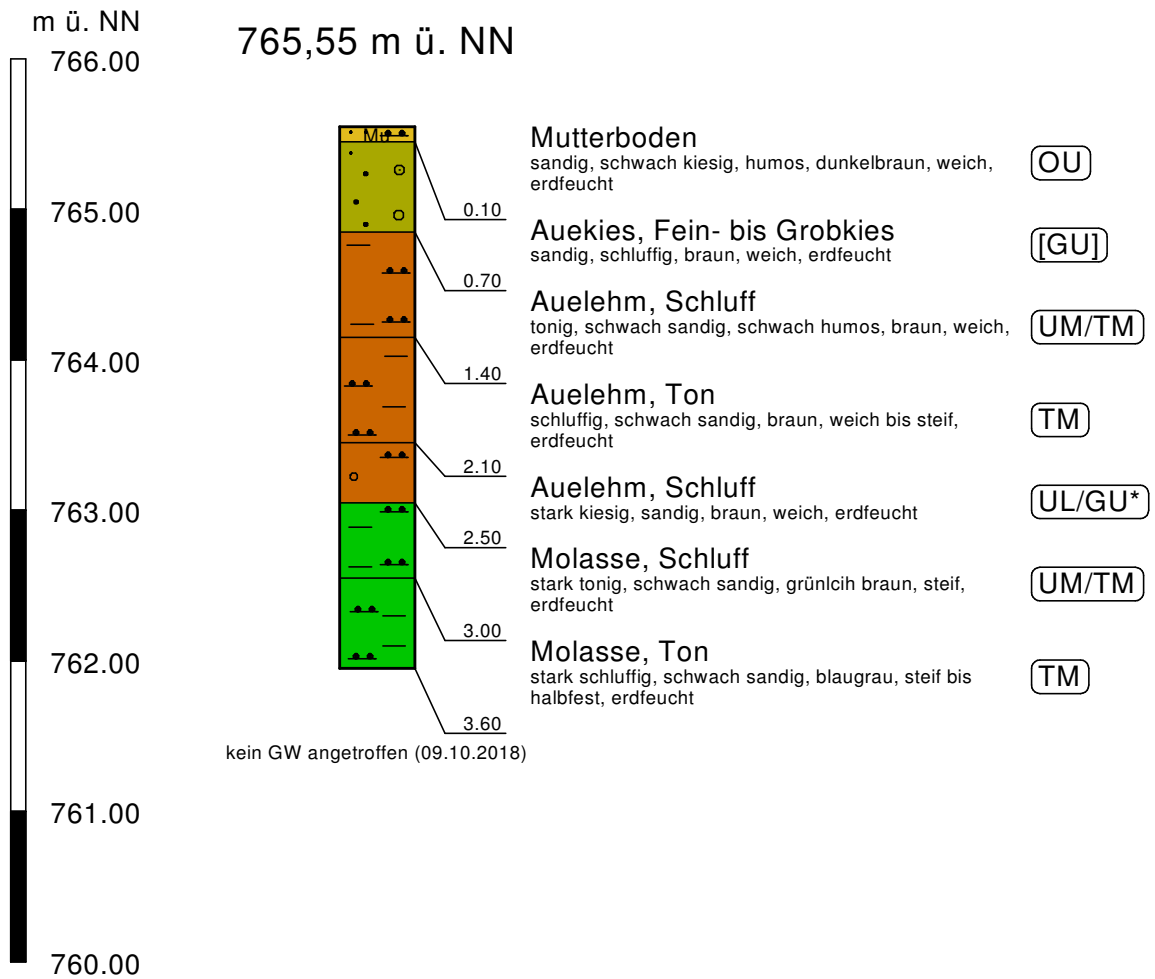 m ü. NN
765,55 m ü. NN
766.00
765.00
764.00
763.00
762.00
761.00
760.00
Mu
0.10
0.70
1.40
2.10
2.50
3.00
3.60
Mutterboden
sandig, schwach kiesig, humos, dunkelbraun, weich,
erdfeucht
OU
Auekies, Fein- bis Grobkies
sandig, schluffig, braun, weich, erdfeucht
[GU]
Auelehm, Schluff
tonig, schwach sandig, schwach humos, braun, weich,
erdfeucht
UM/TM
Auelehm, Ton
schluffig, schwach sandig, braun, weich bis steif,
erdfeucht
TM
Auelehm, Schluff
stark kiesig, sandig, braun, weich, erdfeucht
UL/GU*
Molasse, Schluff
stark tonig, schwach sandig, grünlcih braun, steif,
erdfeucht
UM/TM
Molasse, Ton
stark schluffig, schwach sandig, blaugrau, steif bis
halbfest, erdfeucht
TM
kein GW angetroffen (09.10.2018)